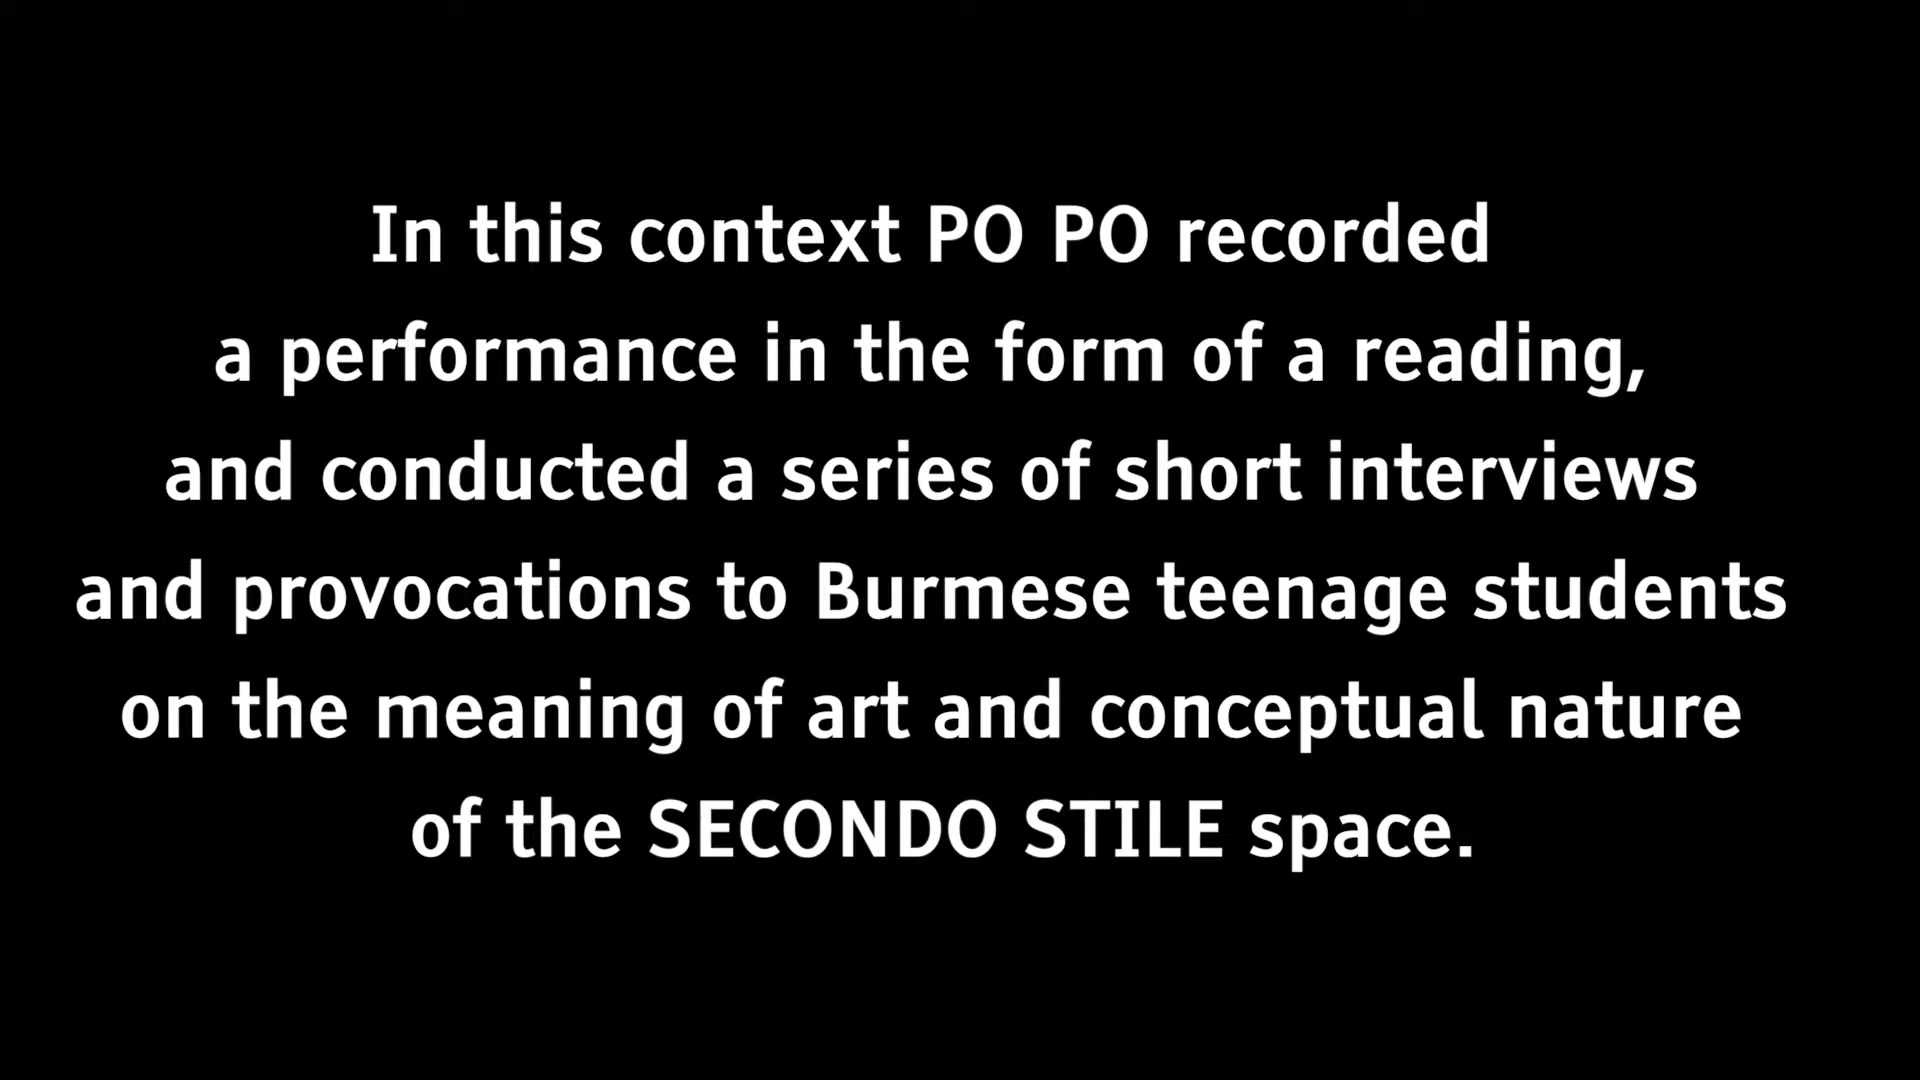 In this context PO PO recorded
a performance in the form of a reading,
and conducted a series of short interviews
and provocations to Burmese teenage students
on the meaning of art and conceptual nature
of the SECONDO STILE space.